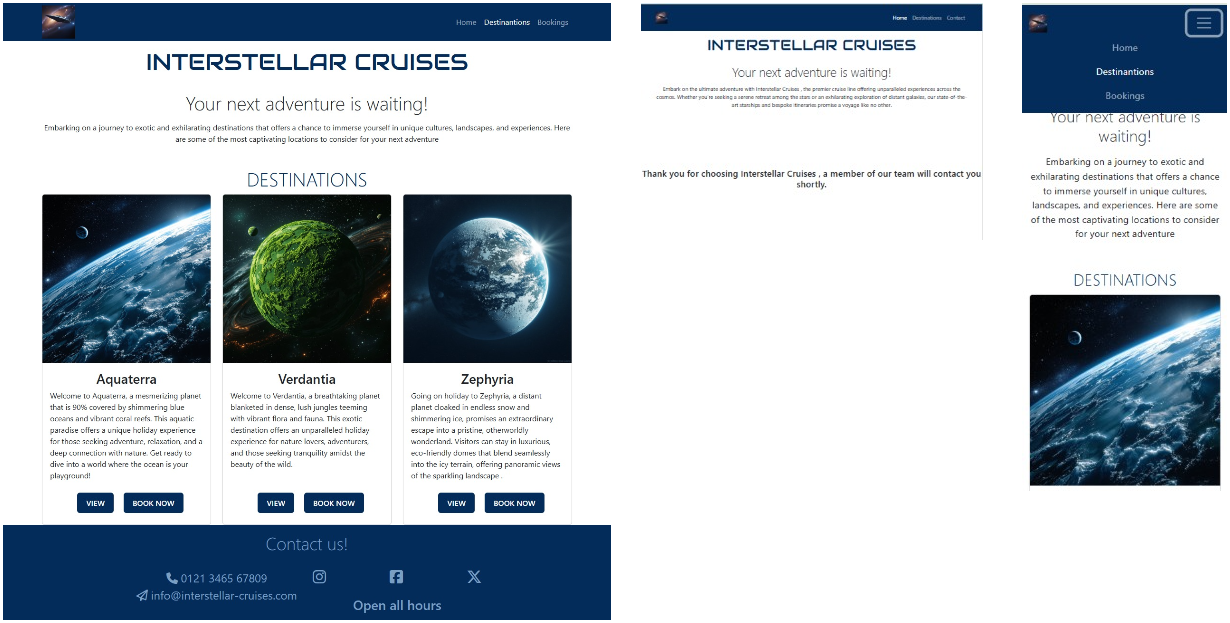 Home Destinantions Bookings
INTERSTELLAR CRUISES
Your next adventure is waiting!
Embarking on a journey to exotic and exhilarating destinations that offers a chance to immerse yourself in unique cultures, landscapes, and experiences. Here
are some of the most captivating locations to consider for your next adventure
DESTINATIONS
Aquaterra
Welcome to Aquaterra, a mesmerizing planet
that is 90% covered by shimmering blue
oceans and vibrant coral reefs. This aquatic
paradise offers a unique holiday experience
for those seeking adventure, relaxation, and a
deep connection with nature. Get ready to
dive into a world where the ocean is your
playground!
VIEW BOOK NOW
Verdantia
Welcome to Verdantia, a breathtaking planet
blanketed in dense, lush jungles teeming
with vibrant flora and fauna. This exotic
destination offers an unparalleled holiday
experience for nature lovers, adventurers,
and those seeking tranquility amidst the
beauty of the wild.
VIEW BOOK NOW
Zephyria
Going on holiday to Zephyria, a distant
planet cloaked in endless snow and
shimmering ice, promises an extraordinary
escape into a pristine, otherworldly
wonderland. Visitors can stay in luxurious,
eco-friendly domes that blend seamlessly
into the icy terrain, offering panoramic views
of the sparkling landscape .
VIEW BOOK NOW
Contact us!
0121 3465 67809
info@interstellar-cruises.com
Open all hours
Home Destinations Contact
INTERSTELLAR CRUISES
Your next adventure is waiting!
Embark on the ultimate adventure with Interstellar Cruises , the premier cruise line offering unparalleled experiences across the
cosmos. Whether you're seeking a serene retreat among the stars or an exhilarating exploration of distant galaxies, our state-of-the-
art starships and bespoke itineraries promise a voyage like no other.
Thank you for choosing Interstellar Cruises , a member of our team will contact you
shortly.
Home
Destinantions
Bookings
Your next adventure is
waiting!
Embarking on a journey to exotic and
exhilarating destinations that offers a chance
to immerse yourself in unique cultures,
landscapes, and experiences. Here are some
of the most captivating locations to consider
for your next adventure
DESTINATIONS